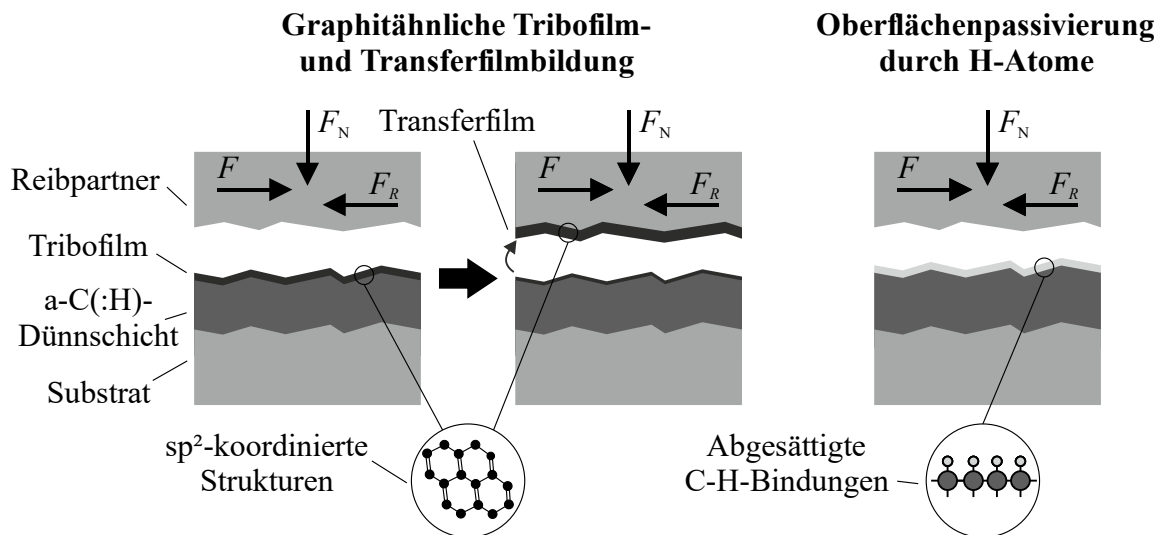 Graphitähnliche Tribofilm-
und Transferfilmbildung
Oberflächenpassivierung
durch H-Atome
F_N
Transferfilm
F_N
F_N
Reibpartner
F
F_R
F
F_R
F
F_R
Tribofilm
a-C(:H)-
Dünnschicht
Substrat
sp²-koordinierte
Strukturen
Abgesättigte
C-H-Bindungen